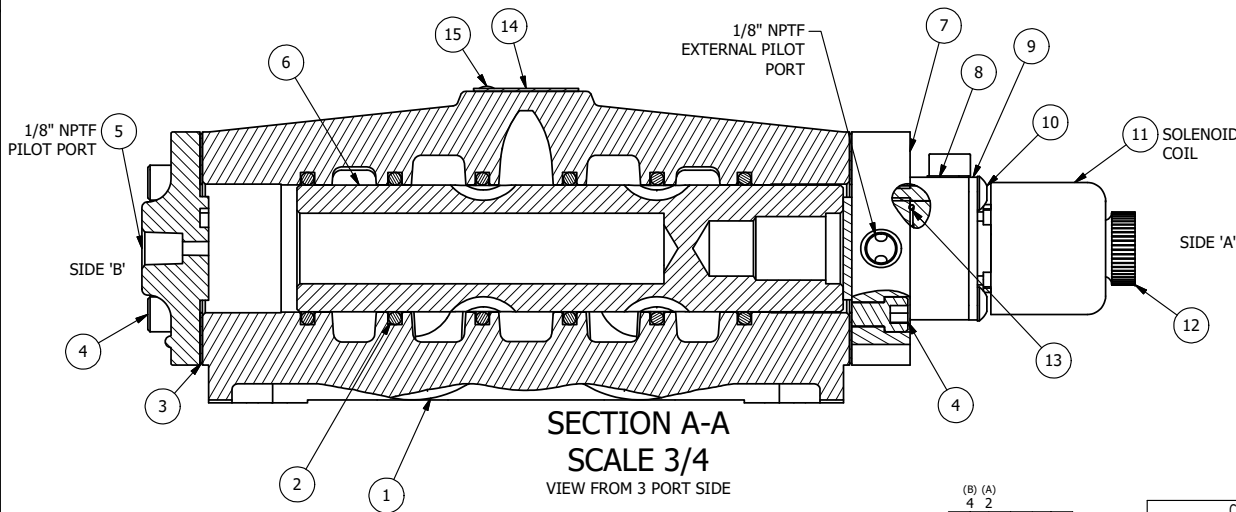 15
14
1/8" NPTF
EXTERNAL PILOT
PORT
7
9
6
8
1/8" NPTF
PILOT PORT
5
10
11
SOLENOID
COIL
SIDE 'B'
SIDE 'A'
4
12
3
13
4
2
1
SECTION A-A
SCALE 3/4
VIEW FROM 3 PORT SIDE
(B) (A)
4 2